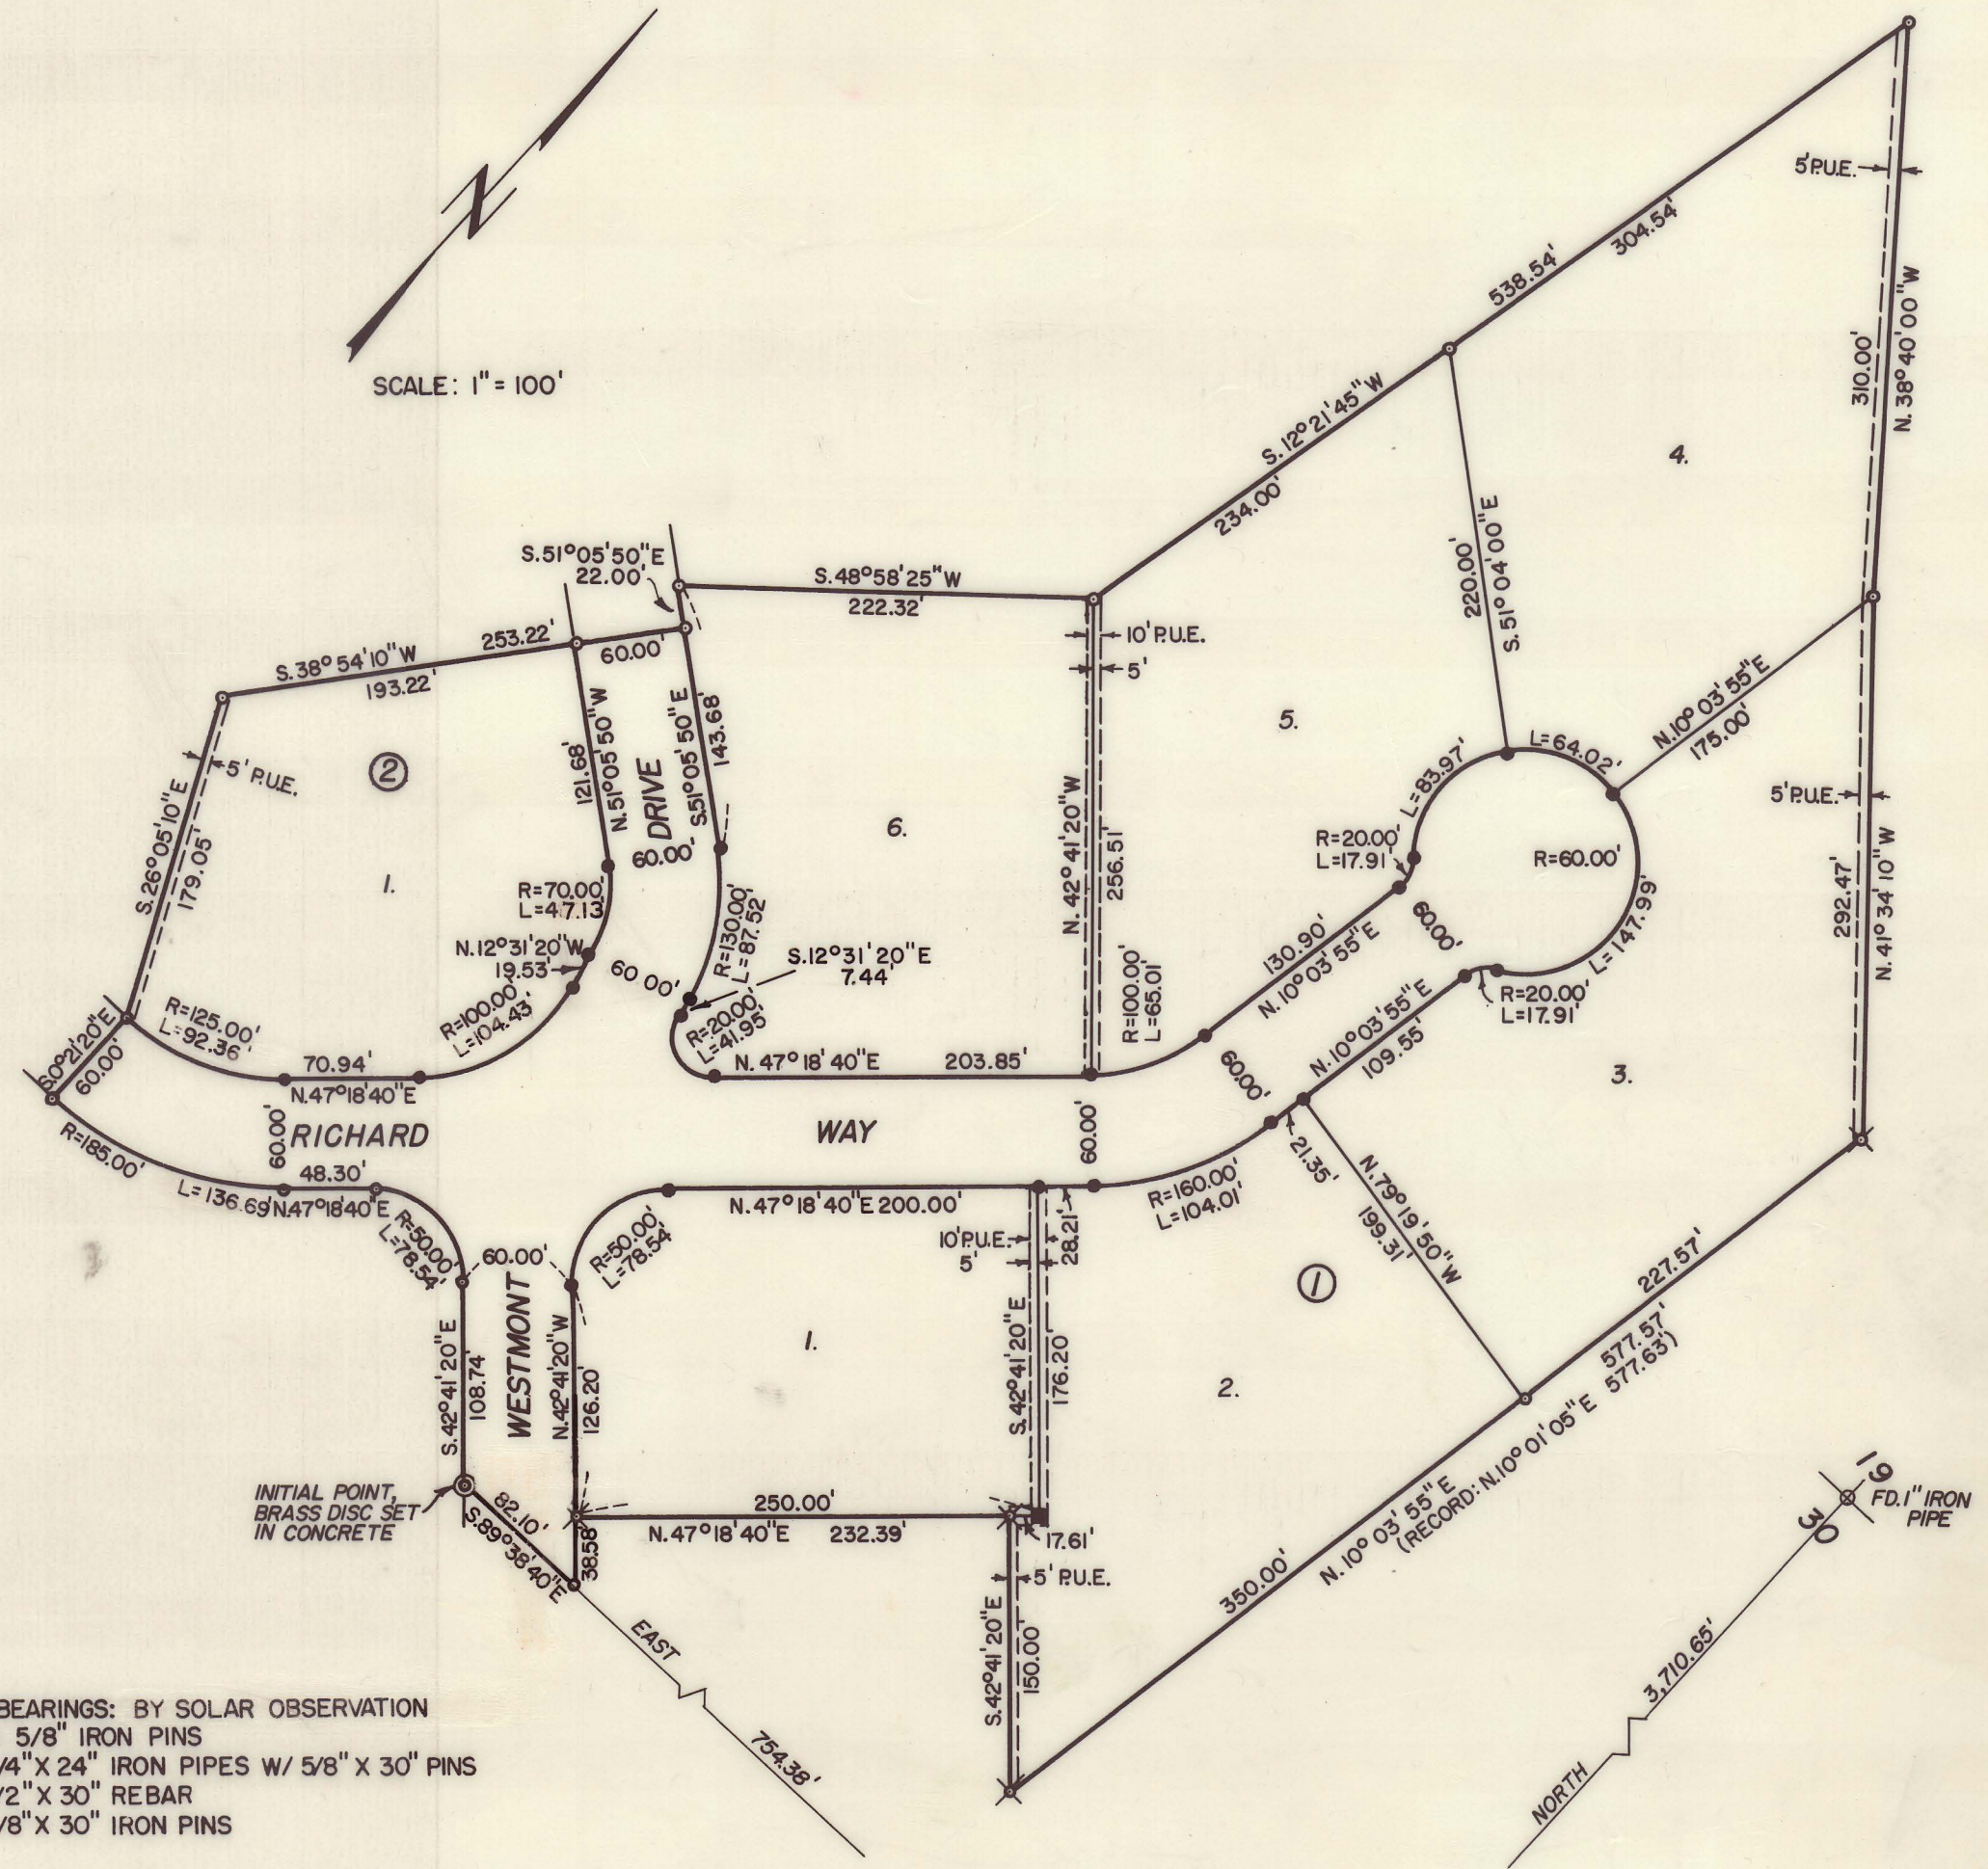 SCALE: 1" = 100'
5' P.U.E.
304.54'
538.54'
S. 12° 21' 45" W
234.00'
310.00'
N. 38° 40' 00" W
4.
S. 51° 05' 50" E
22.00'
S. 48° 58' 25" W
222.32'
253.22'
60.00'
S. 38° 54' 10" W
193.22'
10' P.U.E.
5'
220.00'
S. 51° 04' 00" E
N. 10° 03' 55" E
175.00'
5.
2
5' P.U.E.
S. 26° 05' 10" E
179.05'
1.
121.68'
N. 51° 05' 50" W
DRIVE
60.00'
S. 51° 05' 50" E
143.68'
6.
N. 42° 41' 20" W
256.51'
L=83.97'
L=64.02'
5' P.U.E.
R=20.00'
L=17.91'
R=60.00'
R=70.00'
L=47.13'
R=130.00'
L=87.52'
N. 12° 31' 20" W
19.53'
60.00'
S. 12° 31' 20" E
7.44'
130.90'
N. 10° 03' 55" E
60.00'
L=147.99'
292.47'
N. 41° 34' 10" W
R=20.00'
L=17.91'
R=125.00'
L=92.36'
R=100.00'
L=104.43'
R=20.00'
L=41.95'
R=100.00'
L=65.01'
S. 0° 21' 20" E
60.00'
70.94'
N. 47° 18' 40" E
N. 47° 18' 40" E 203.85'
60.00'
N. 10° 03' 55" E
109.55'
3.
RICHARD
WAY
60.00'
60.00'
21.35'
R=185.00'
L=136.69'
48.30'
N. 47° 18' 40" E
N. 47° 18' 40" E 200.00'
R=160.00'
L=104.01'
N. 79° 19' 50" W
199.31'
R=50.00'
L=78.54'
60.00'
R=50.00'
L=78.54'
10' P.U.E.
5'
28.21'
1
227.57'
S. 42° 41' 20" E
108.74'
WESTMONT
N. 42° 41' 20" W
126.20'
1.
S. 42° 41' 20" E
176.20'
2.
577.57'
N. 10° 03' 55" E
(RECORD: N. 10° 01' 05" E 577.63')
350.00'
INITIAL POINT,
BRASS DISC SET
IN CONCRETE
82.10'
S. 89° 38' 40" E
38.58'
250.00'
N. 47° 18' 40" E 232.39'
17.61'
5' P.U.E.
S. 42° 41' 20" E
150.00'
19
30
FD. 1" IRON
PIPE
EAST
754.38'
3,710.65'
NORTH
BEARINGS: BY SOLAR OBSERVATION
5/8" IRON PINS
/4" X 24" IRON PIPES W/ 5/8" X 30" PINS
/2" X 30" REBAR
/8" X 30" IRON PINS